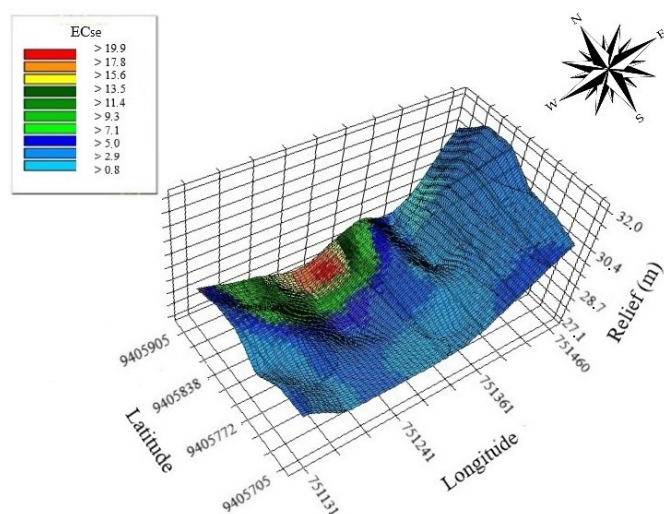 ECse
> 19.9
> 17.8
> 15.6
> 13.5
> 11.4
> 9.3
> 7.1
> 5.0
> 2.9
> 0.8
N
E
W
S
32.0
30.4
28.7
27.1
Relief (m)
9405905
9405838
9405772
9405705
Latitude
751131
751241
751361
751460
Longitude